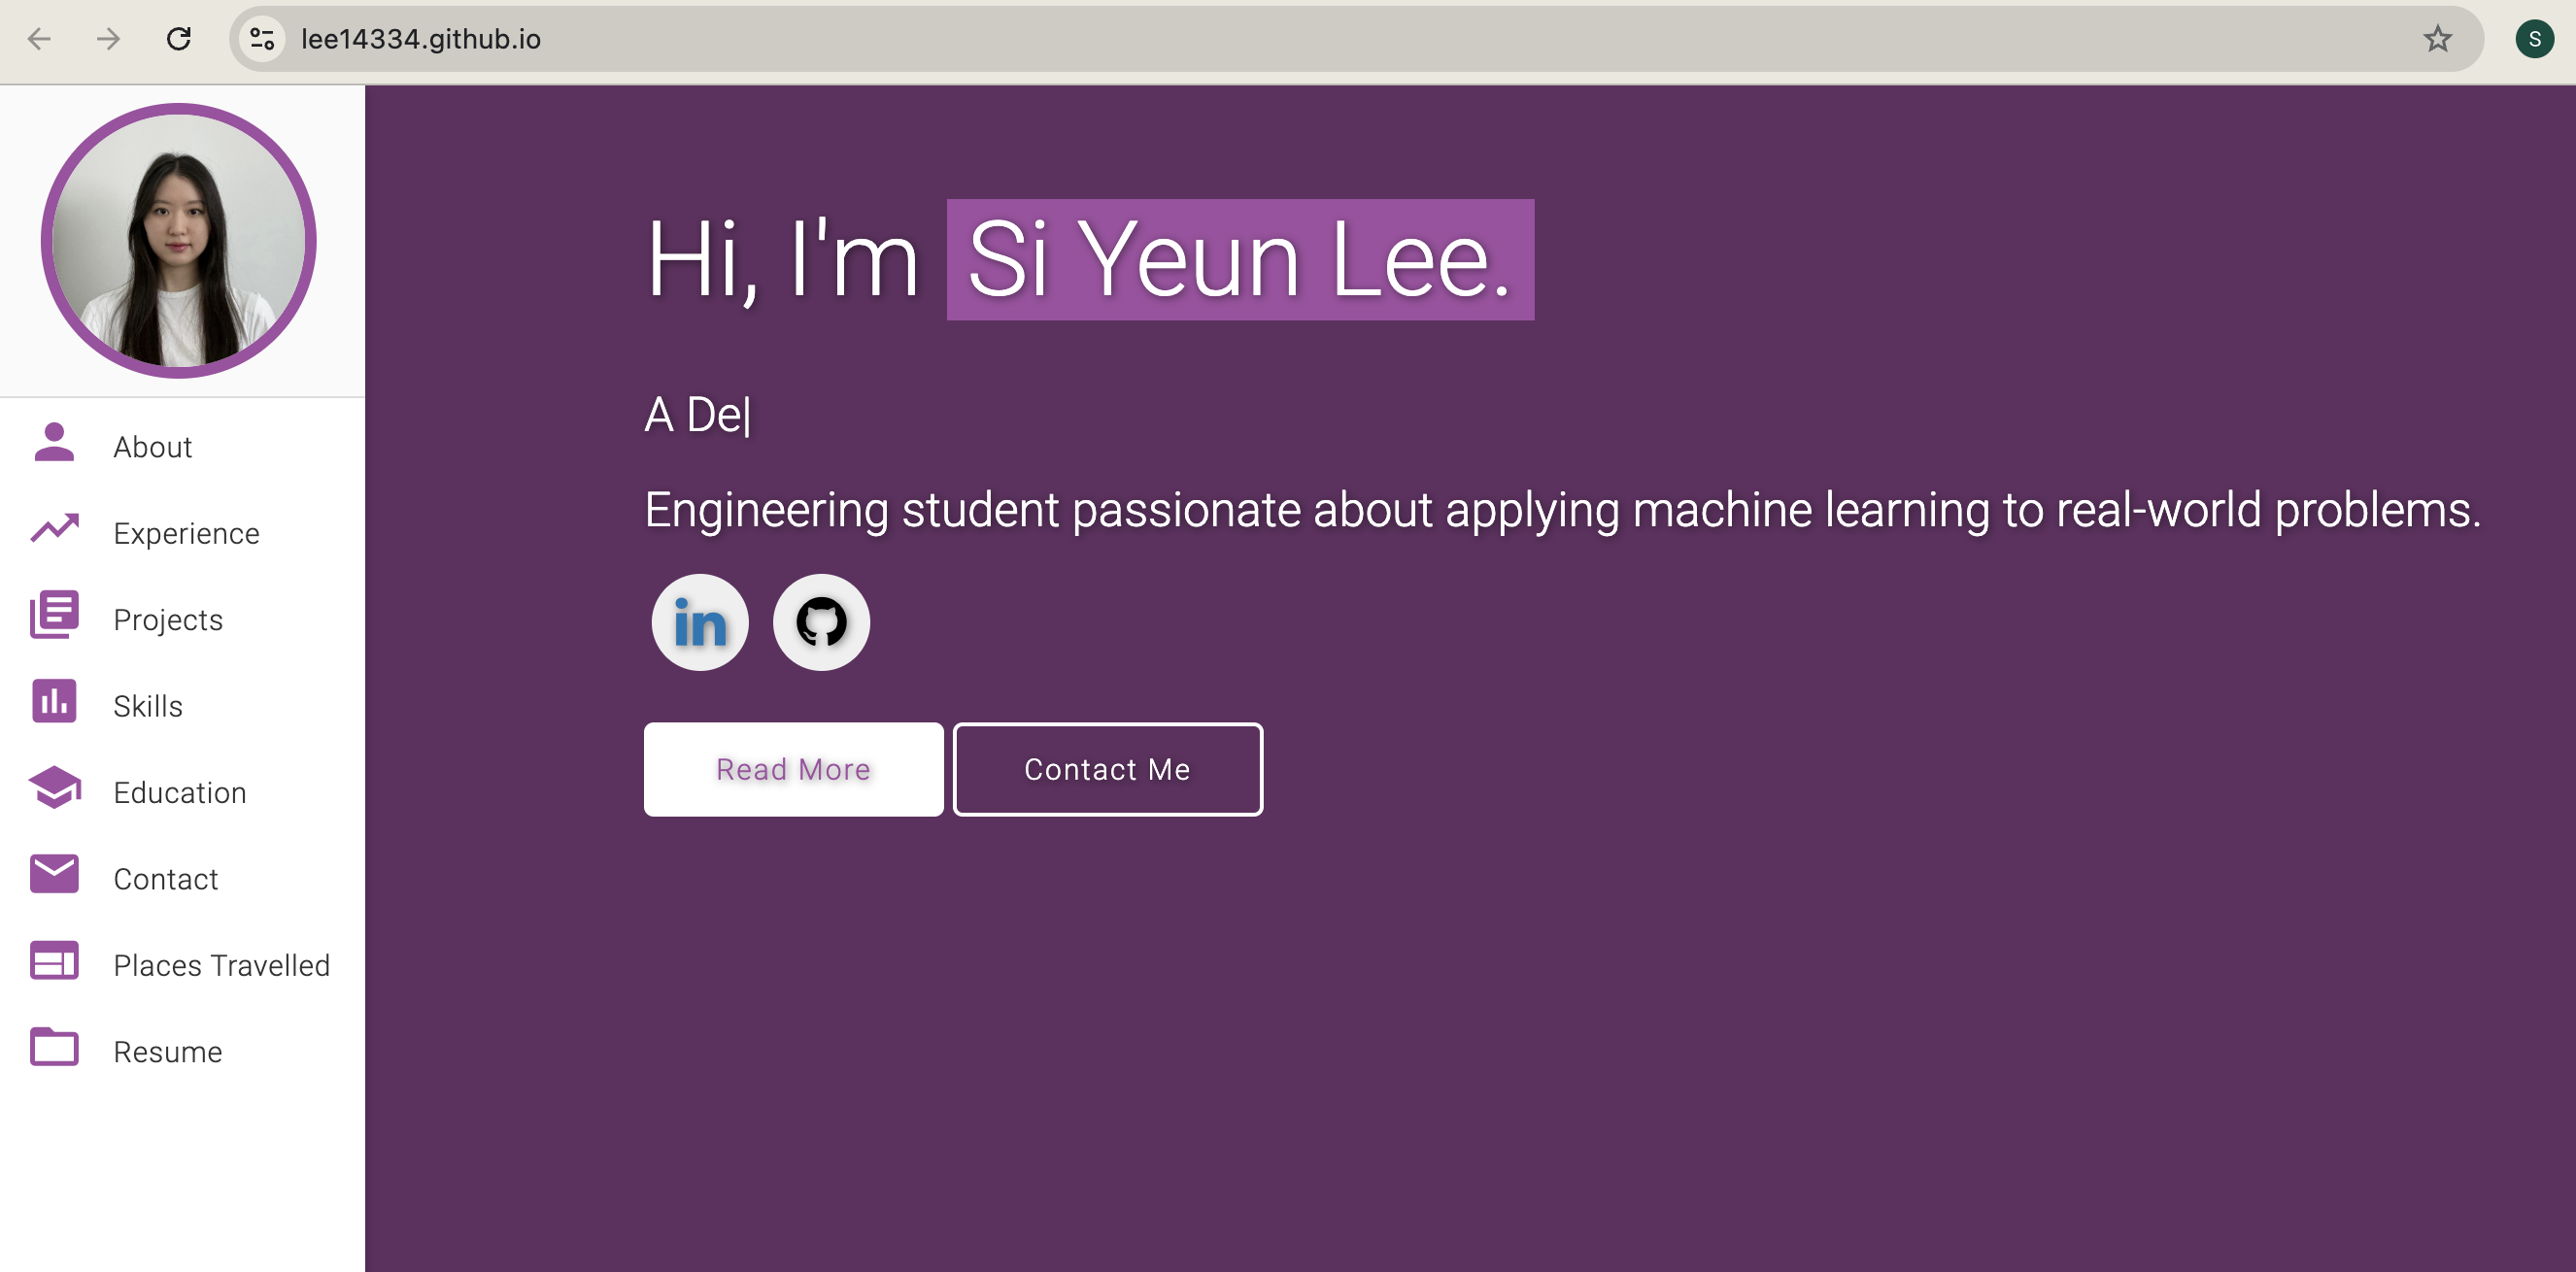 lee14334.github.io
S
Hi, I'm Si Yeun Lee.
A De|
Engineering student passionate about applying machine learning to real-world problems.
in
Read More
Contact Me
About
Experience
Projects
Skills
Education
Contact
Places Travelled
Resume